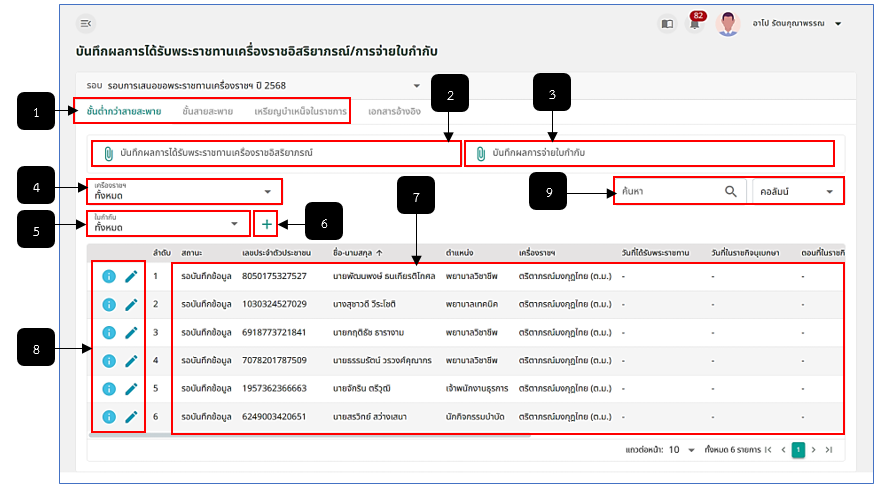 82
อาโป รัตนกุณาพรรณ
บันทึกผลการได้รับพระราชทานเครื่องราชอิสริยาภรณ์/การจ่ายใบกำกับ
รอบ รอบการเสนอขอพระราชทานเครื่องราชฯ ปี 2568
1
2
3
ชั้นต่ำกว่าสายสะพาย ชั้นสายสะพาย เหรียญบำเหน็จในราชการ เอกสารอ้างอิง
บันทึกผลการได้รับพระราชทานเครื่องราชอิสริยาภรณ์ บันทึกผลการจ่ายใบกำกับ
4
เครื่องราชฯ
ทั้งหมด
7
9
ค้นหา คอลัมน์
5
ใบกำกับ
ทั้งหมด
6
ลำดับ สถานะ เลขประจำตัวประชาชน ชื่อ-นามสกุล ตำแหน่ง เครื่องราชฯ วันที่ได้รับพระราชทาน วันที่ในราชกิจจานุเบกษา ตอนที่ในราชกิ
1 รอบันทึกข้อมูล 8050175327527 นายพัฒนพงษ์ ธนเกียรติโกศล พยาบาลวิชาชีพ ตริตาภรณ์มงกุฎไทย (ต.ม.) - - -
2 รอบันทึกข้อมูล 1030324527029 นางสุชาวดี วีระโชติ พยาบาลเทคนิค ตริตาภรณ์มงกุฎไทย (ต.ม.) - - -
3 รอบันทึกข้อมูล 6918773721841 นายกฤติธัช ธารางาม พยาบาลวิชาชีพ ตริตาภรณ์มงกุฎไทย (ต.ม.) - - -
8
4 รอบันทึกข้อมูล 7078201787509 นายธรรมรัตน์ วรวงศ์คุณากร พยาบาลวิชาชีพ ตริตาภรณ์มงกุฎไทย (ต.ม.) - - -
5 รอบันทึกข้อมูล 1957362366663 นายจักริน ตรีวุฒิ เจ้าพนักงานธุรการ ตริตาภรณ์มงกุฎไทย (ต.ม.) - - -
6 รอบันทึกข้อมูล 6249003420651 นายสรวิทย์ สว่างเสนา นักกิจกรรมบำบัด ตริตาภรณ์มงกุฎไทย (ต.ม.) - - -
แถวต่อหน้า: 10 ทั้งหมด 6 รายการ 1